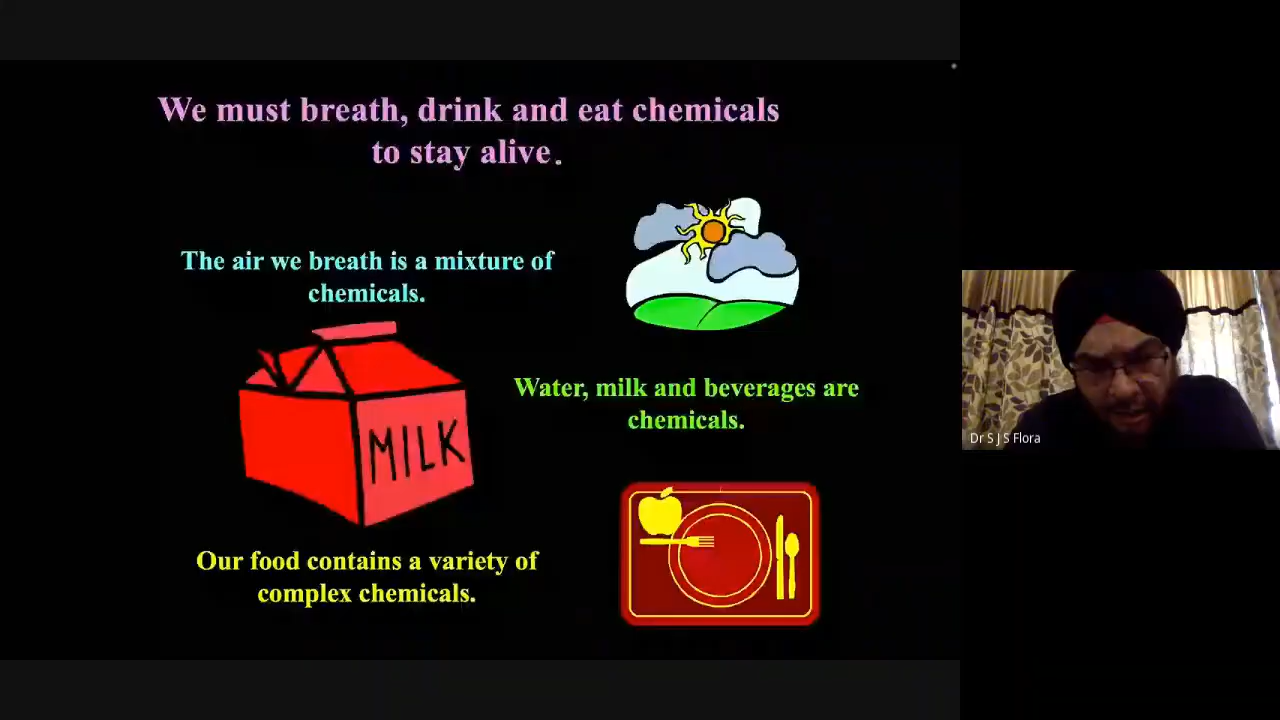 We must breath, drink and eat chemicals
to stay alive.
The air we breath is a mixture of
chemicals.
MILK
Water, milk and beverages are
chemicals.
Our food contains a variety of
complex chemicals.
Dr S J S Flora